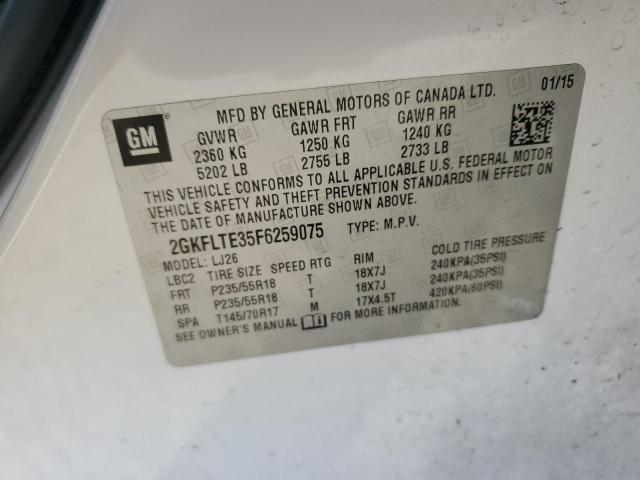 MFD BY GENERAL MOTORS OF CANADA LTD. 01/15
GM
GVWR GAWR FRT GAWR RR
2360 KG 1250 KG 1240 KG
5202 LB 2755 LB 2733 LB
THIS VEHICLE CONFORMS TO ALL APPLICABLE U.S. FEDERAL MOTOR
VEHICLE SAFETY AND THEFT PREVENTION STANDARDS IN EFFECT ON
THE DATE OF MANUFACTURE SHOWN ABOVE.
2GKFLTE35F6259075 TYPE: M.P.V.
MODEL: LJ26
LBC2 TIRE SIZE SPEED RTG RIM COLD TIRE PRESSURE
FRT P235/55R18 T 18X7J 240KPA(35PSI)
RR P235/55R18 T 18X7J 240KPA(35PSI)
SPA T145/70R17 M 17X4.5T 420KPA(60PSI)
SEE OWNER'S MANUAL FOR MORE INFORMATION.